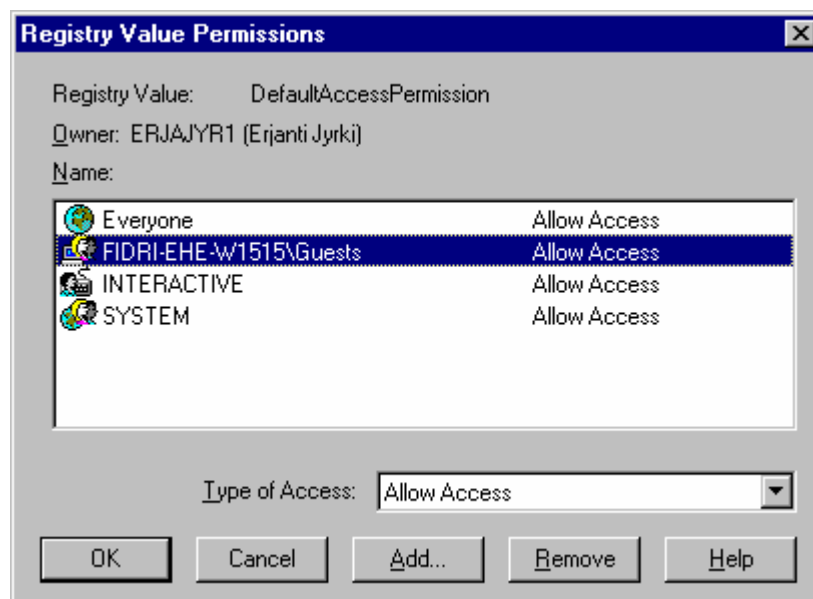 Registry Value Permissions
Registry Value: DefaultAccessPermission
Owner: ERJAJYR1 (Erjanti Jyrki)
Name:
Everyone Allow Access
FIDRI-EHE-W1515\Guests Allow Access
INTERACTIVE Allow Access
SYSTEM Allow Access
Type of Access: Allow Access
OK Cancel Add... Remove Help